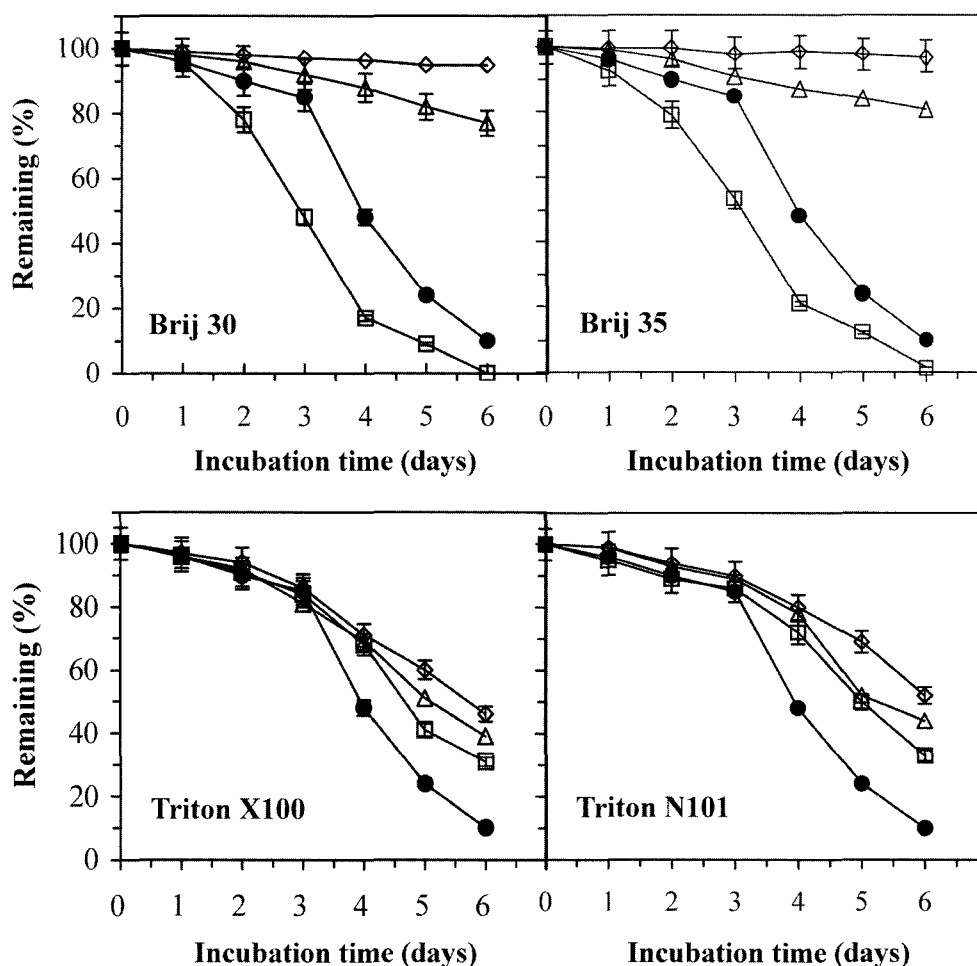 Remaining (%)
100
80
60
40
20
0
Brij 30
0 1 2 3 4 5 6
Incubation time (days)
Brij 35
0 1 2 3 4 5 6
Incubation time (days)
Remaining (%)
100
80
60
40
20
0
Triton X100
0 1 2 3 4 5 6
Incubation time (days)
Triton N101
0 1 2 3 4 5 6
Incubation time (days)